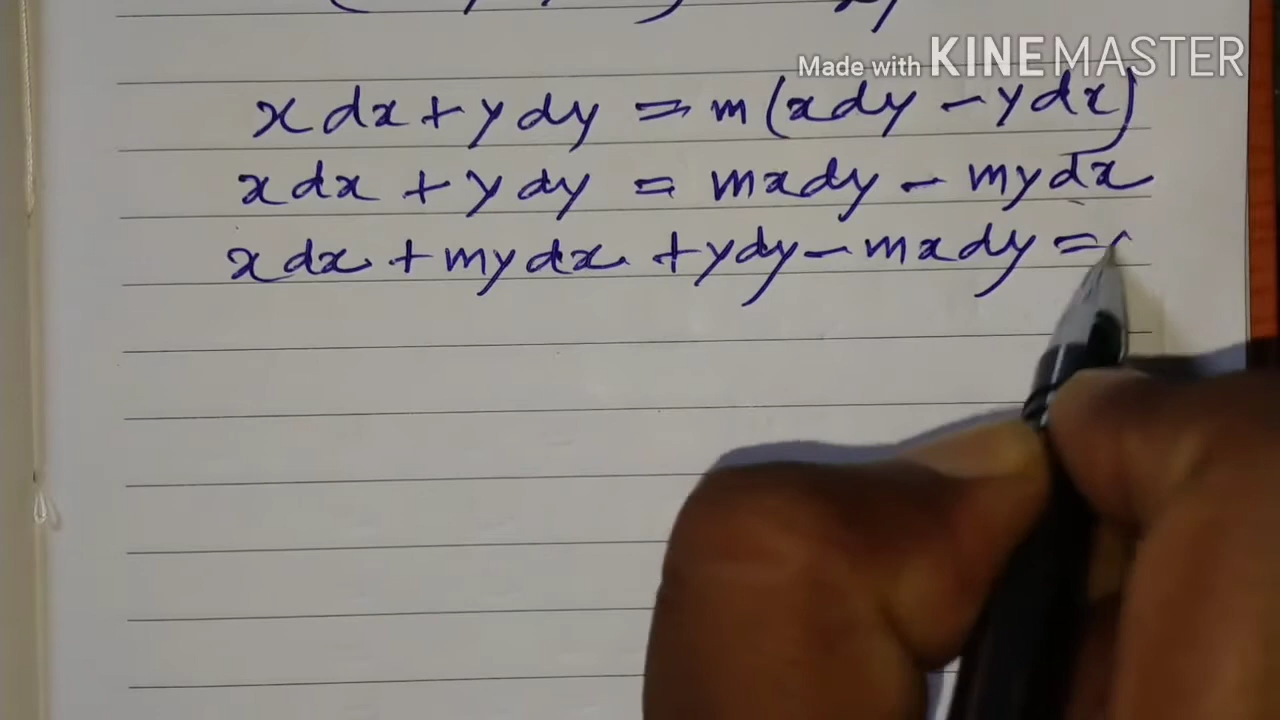 Made with KINEMASTER
x dx + y dy = m (x dy - y dx)
x dx + y dy = mx dy - my dx
x dx + my dx + y dy - mx dy =